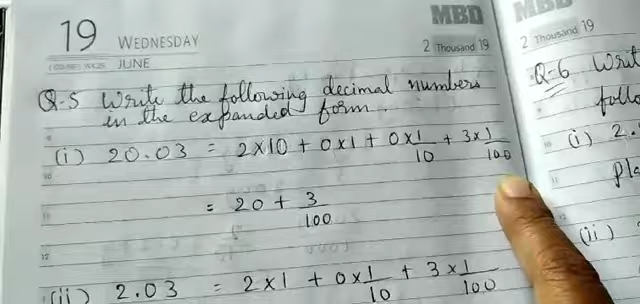 19 WEDNESDAY
JUNE
MBD
2 Thousand 19
Q-5 Write the following decimal numbers
in the expanded form.
(i) 20.03 = 2×10 + 0×1 + 0×1/10 + 3×1/100
= 20 + 3/100
(ii) 2.03 = 2×1 + 0×1/10 + 3×1/100
MBD
2 Thousand 19
Q-6 Writ
follo
(i) 2.
Pla
(ii)